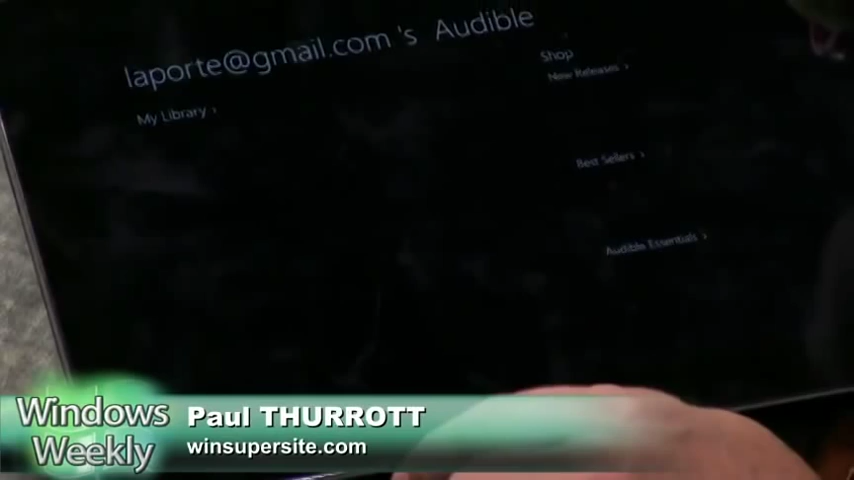 laporte@gmail.com 's Audible
My Library ›
Shop
New Releases ›
Best Sellers ›
Audible Essentials ›
Windows
Weekly
Paul THURROTT
winsupersite.com